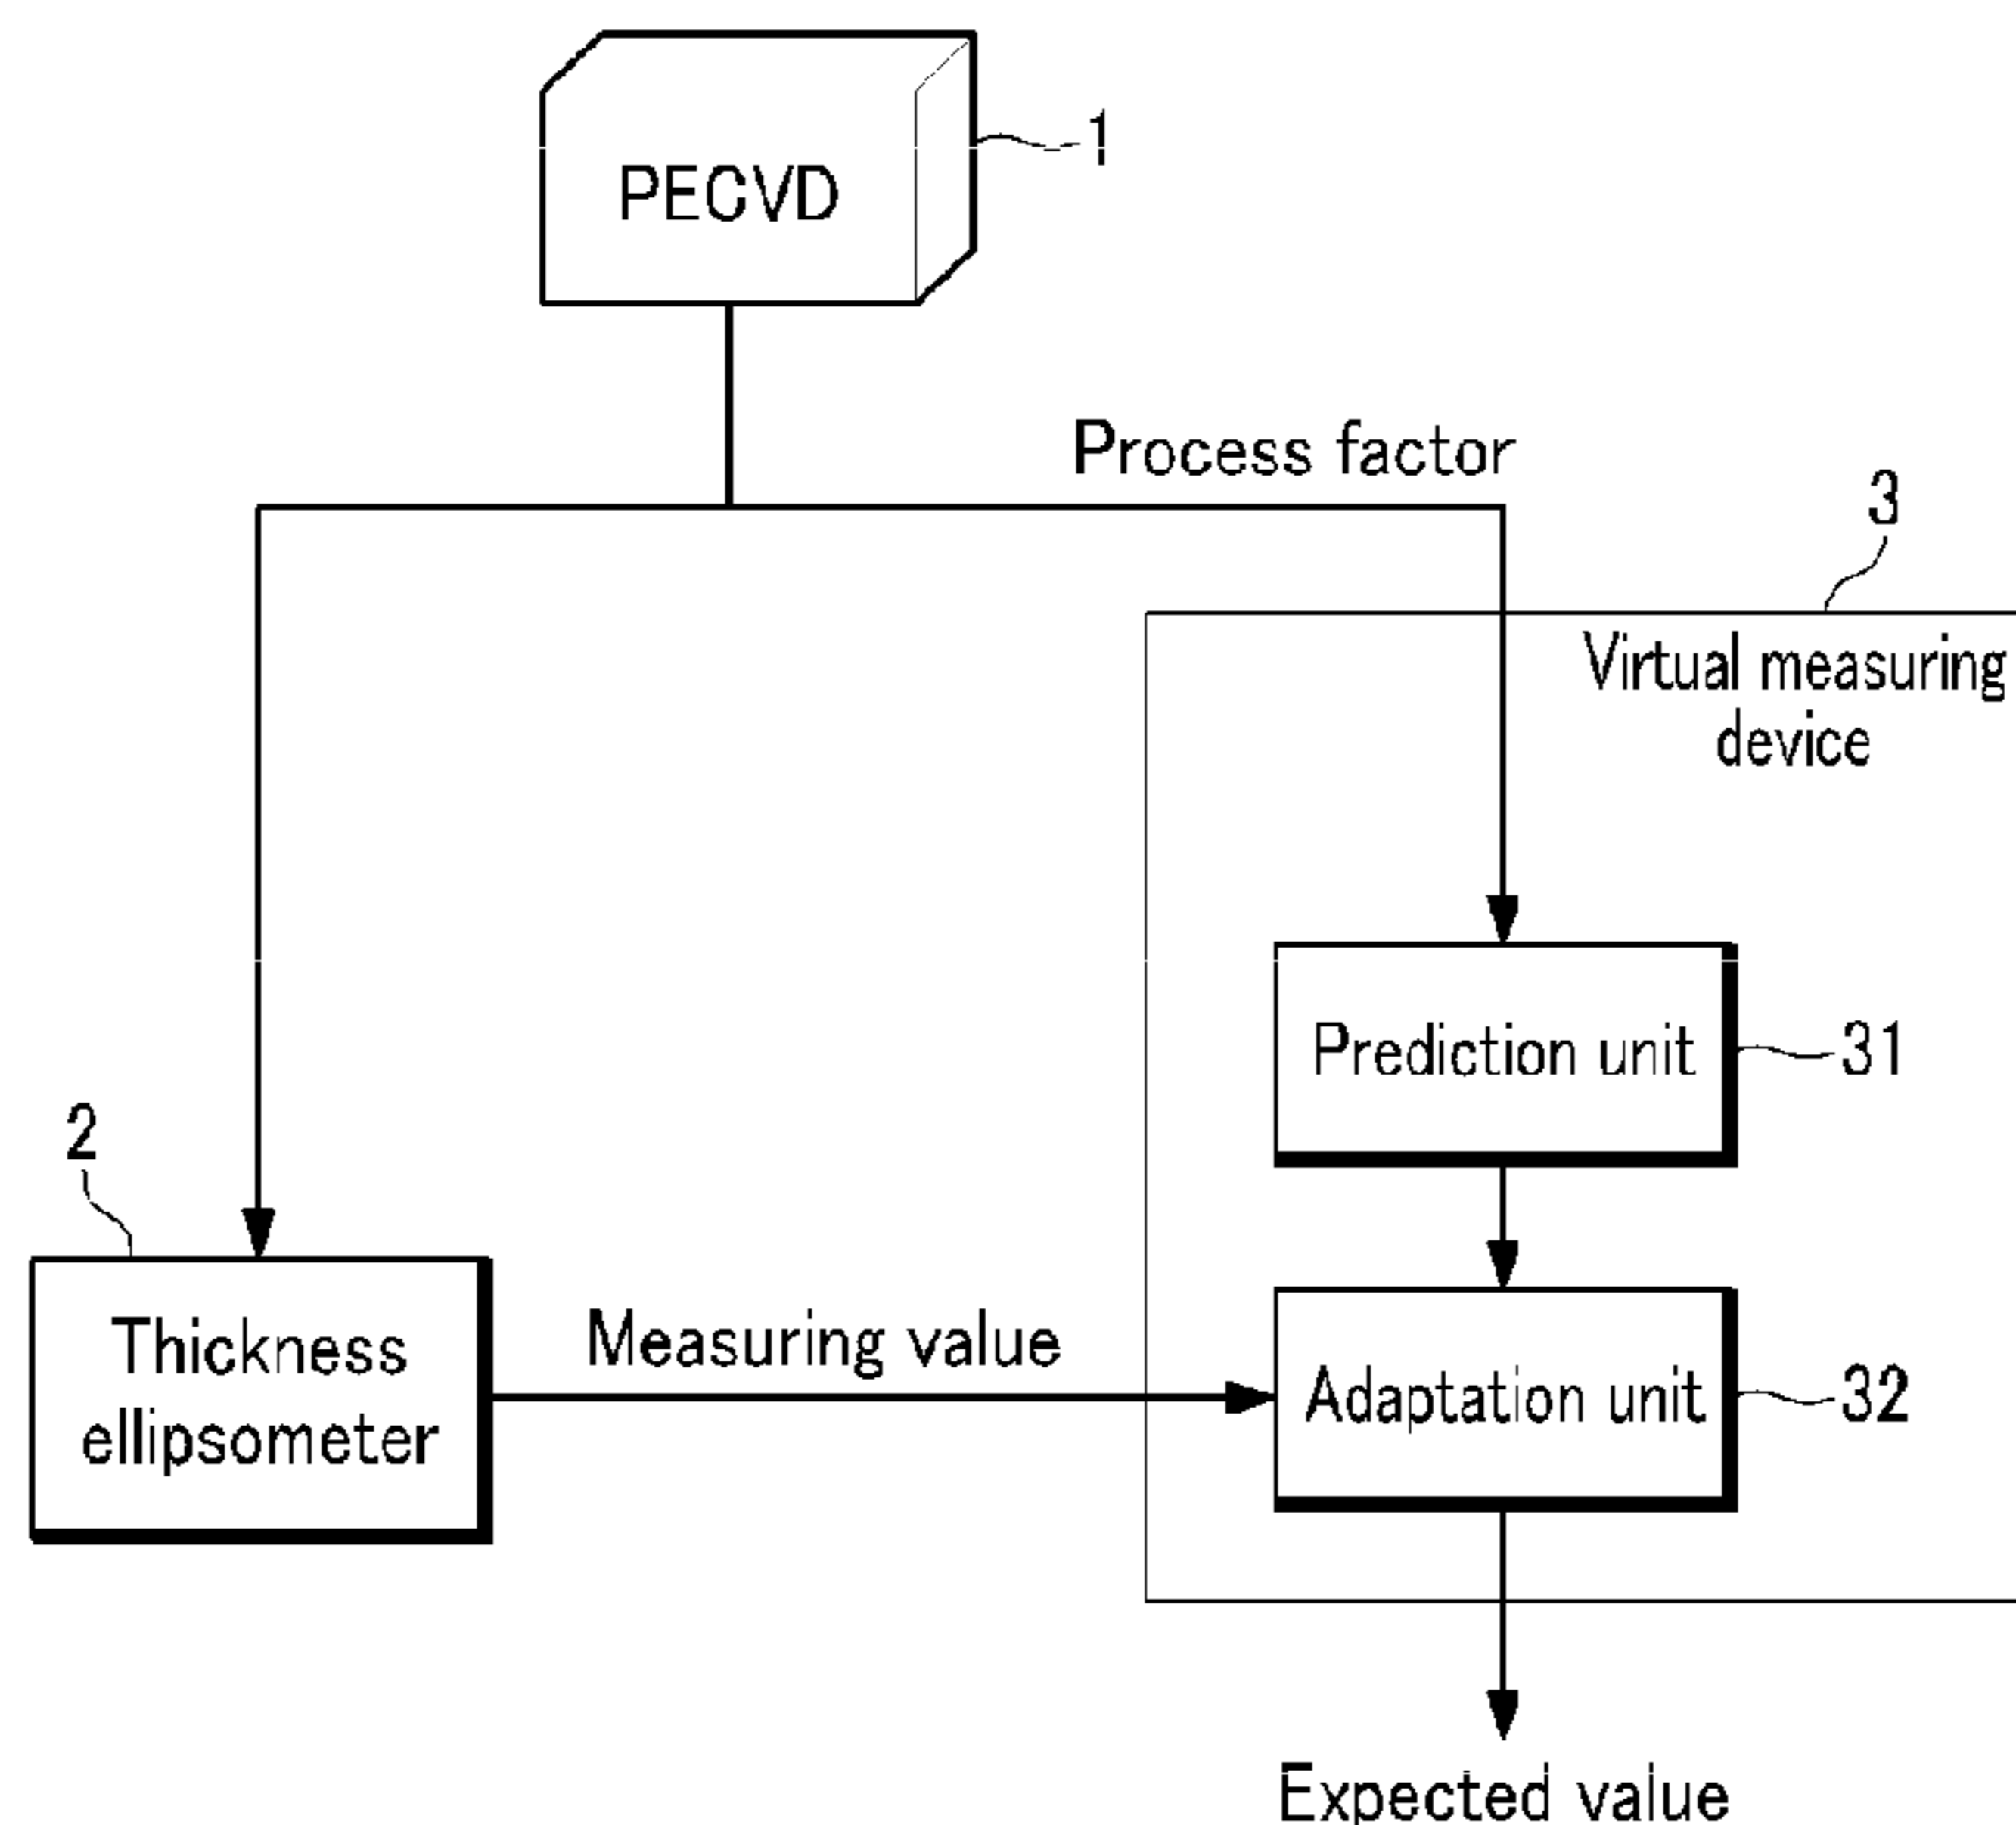 PECVD
1
Process factor
3
Virtual measuring
device
Prediction unit
31
2
Thickness
ellipsometer
Measuring value
Adaptation unit
32
Expected value